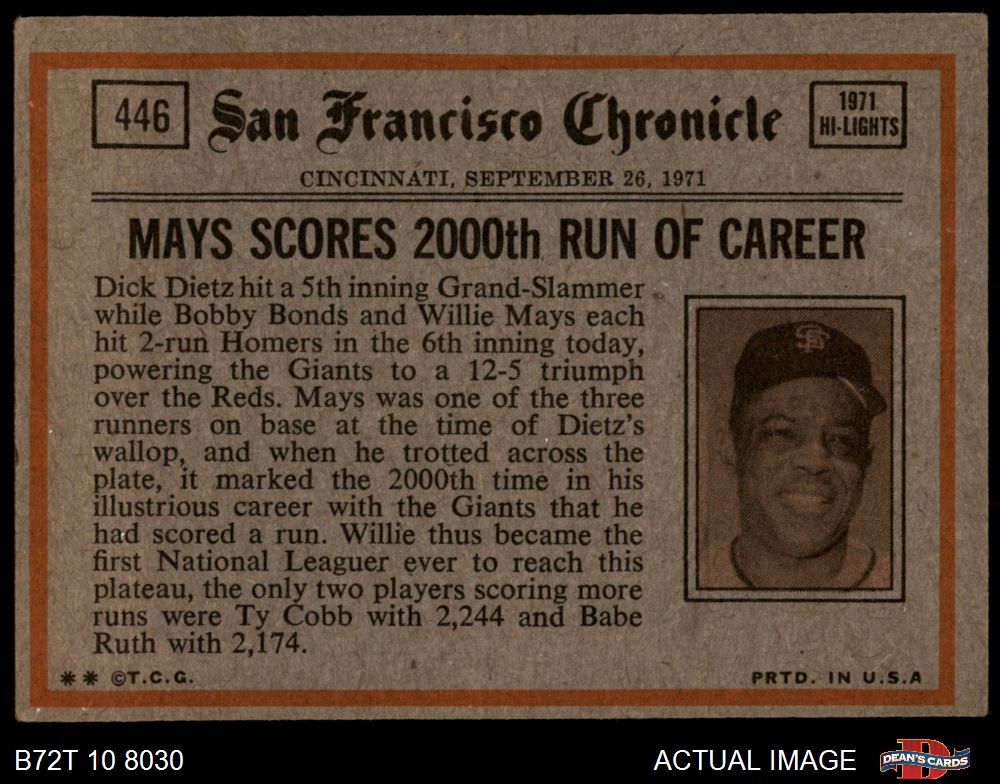 446
San Francisco Chronicle
1971
HI-LIGHTS
CINCINNATI, SEPTEMBER 26, 1971
MAYS SCORES 2000th RUN OF CAREER
Dick Dietz hit a 5th inning Grand-Slammer
while Bobby Bonds and Willie Mays each
hit 2-run Homers in the 6th inning today,
powering the Giants to a 12-5 triumph
over the Reds. Mays was one of the three
runners on base at the time of Dietz's
wallop, and when he trotted across the
plate, it marked the 2000th time in his
illustrious career with the Giants that he
had scored a run. Willie thus became the
first National Leaguer ever to reach this
plateau, the only two players scoring more
runs were Ty Cobb with 2,244 and Babe
Ruth with 2,174.
SF
** ©T.C.G.
PRTD. IN U.S.A
B72T 10 8030
ACTUAL IMAGE
D
DEAN'S CARDS